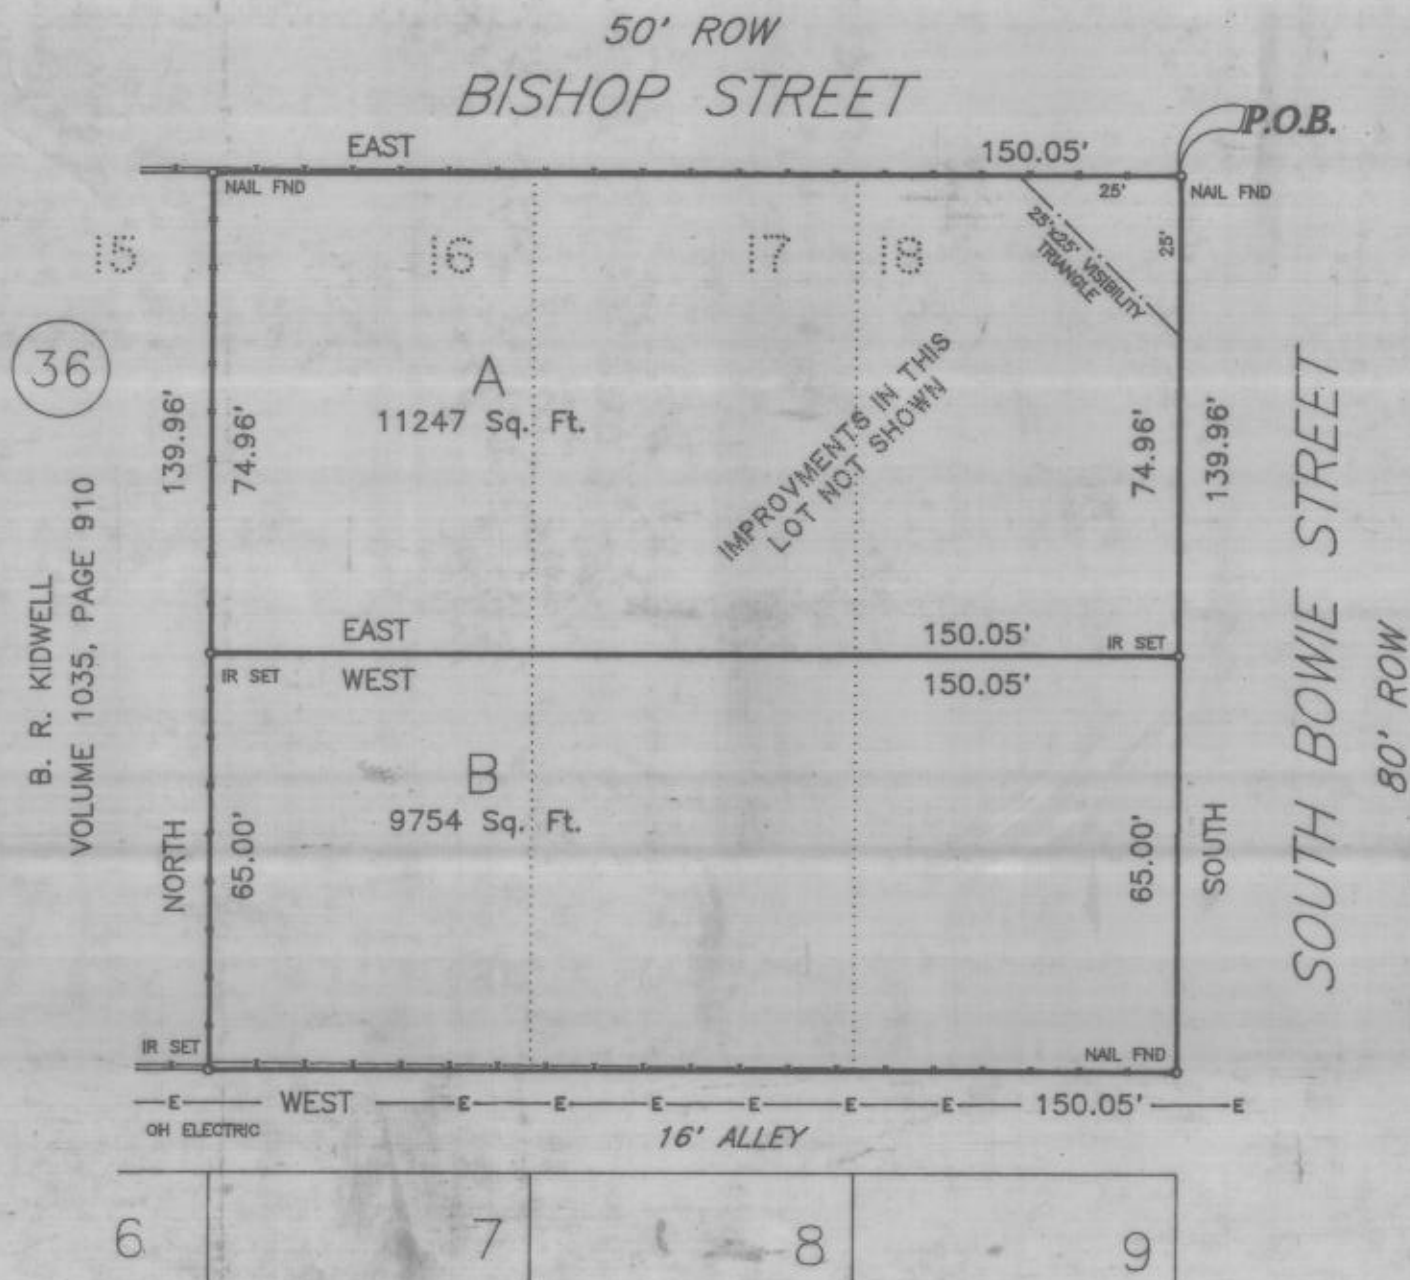 50' ROW
BISHOP STREET
P.O.B.
EAST
150.05'
NAIL FND
25'
NAIL FND
15
16
17
18
25'
25'x25' VISIBILITY
TRIANGLE
36
A
11247 Sq. Ft.
IMPROVMENTS IN THIS
LOT NOT SHOWN
139.96'
74.96'
74.96'
139.96'
B. R. KIDWELL
VOLUME 1035, PAGE 910
SOUTH BOWIE STREET
80' ROW
EAST
150.05'
IR SET
IR SET
WEST
150.05'
B
9754 Sq. Ft.
NORTH
65.00'
65.00'
SOUTH
IR SET
NAIL FND
E WEST E E E E E E 150.05' E
OH ELECTRIC
16' ALLEY
6
7
8
9